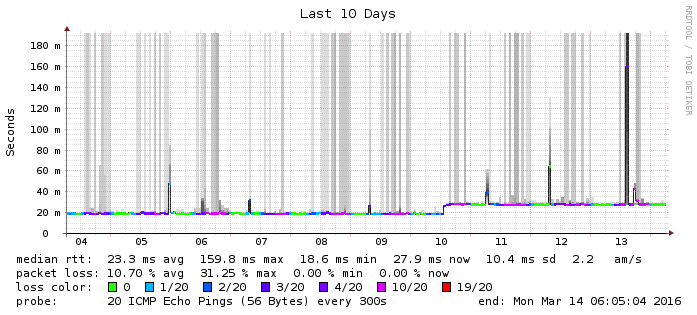 Last 10 Days
RRDTOOL / TOBI OETIKER
Seconds
180 m
160 m
140 m
120 m
100 m
80 m
60 m
40 m
20 m
0
04 05 06 07 08 09 10 11 12 13
median rtt: 23.3 ms avg 159.8 ms max 18.6 ms min 27.9 ms now 10.4 ms sd 2.2 am/s
packet loss: 10.70 % avg 31.25 % max 0.00 % min 0.00 % now
loss color: 0 1/20 2/20 3/20 4/20 10/20 19/20
probe: 20 ICMP Echo Pings (56 Bytes) every 300s end: Mon Mar 14 06:05:04 2016